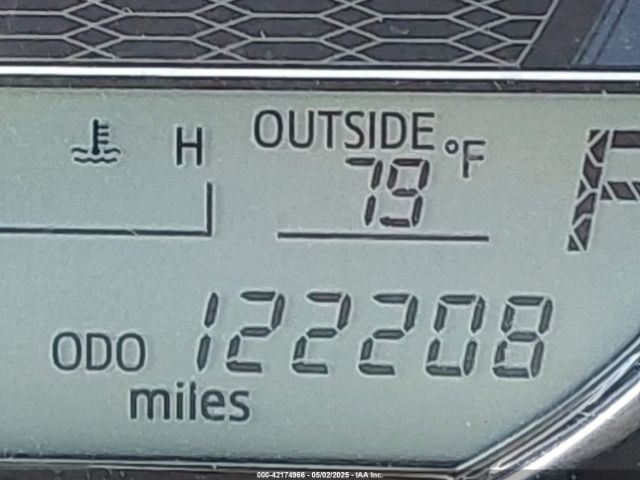 H OUTSIDE
79 °F
ODO 122208
miles
000-42174966 - 05/02/2025 - IAA Inc.